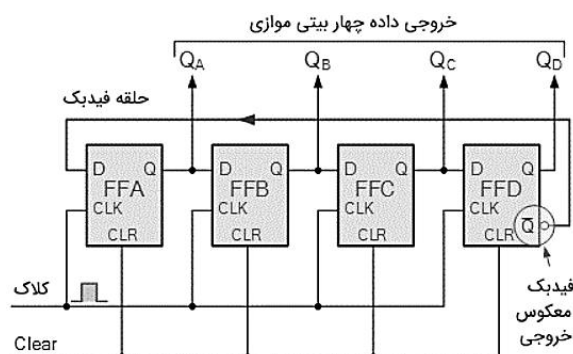 خروجی داده چهار بیتی موازی
QA QB QC QD
حلقه فیدبک
D Q D Q D Q D Q
FFA FFB FFC FFD
CLK CLK CLK CLK Q̅
CLR CLR CLR CLR
کلاک
فیدبک
معکوس
خروجی
Clear